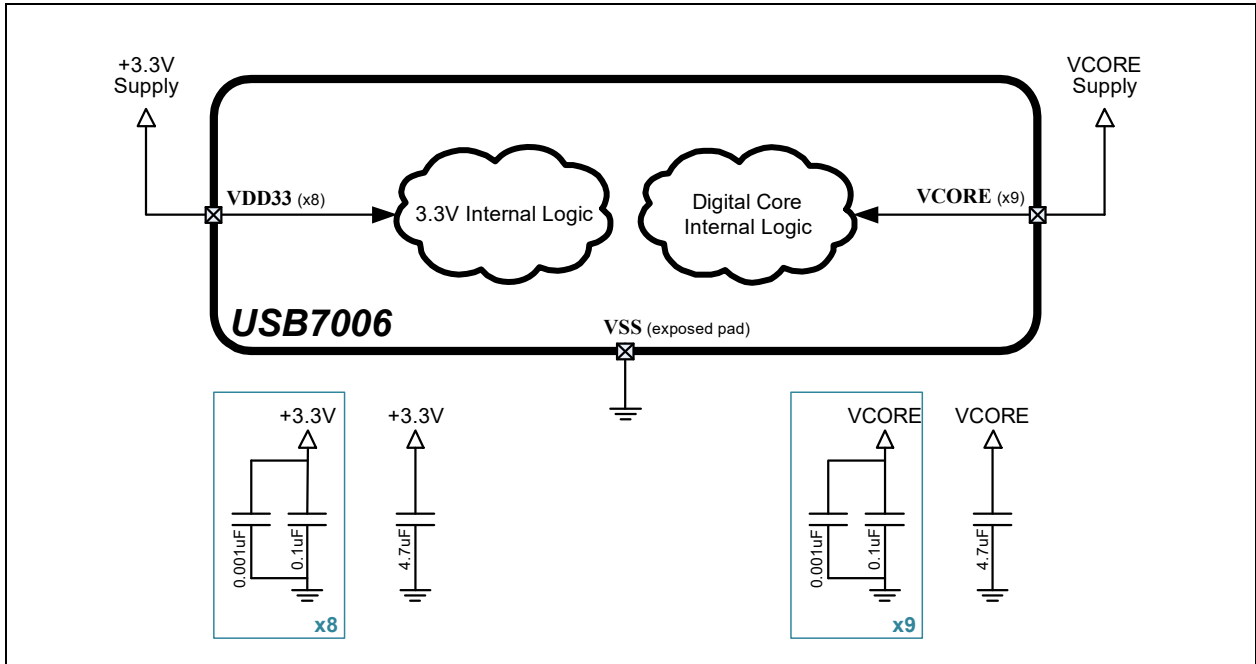 +3.3V
Supply
VCORE
Supply
VDD33 (x8)
3.3V Internal Logic
Digital Core
Internal Logic
VCORE (x9)
USB7006
VSS (exposed pad)
+3.3V
+3.3V
VCORE
VCORE
0.001uF
0.1uF
4.7uF
0.001uF
0.1uF
4.7uF
x8
x9